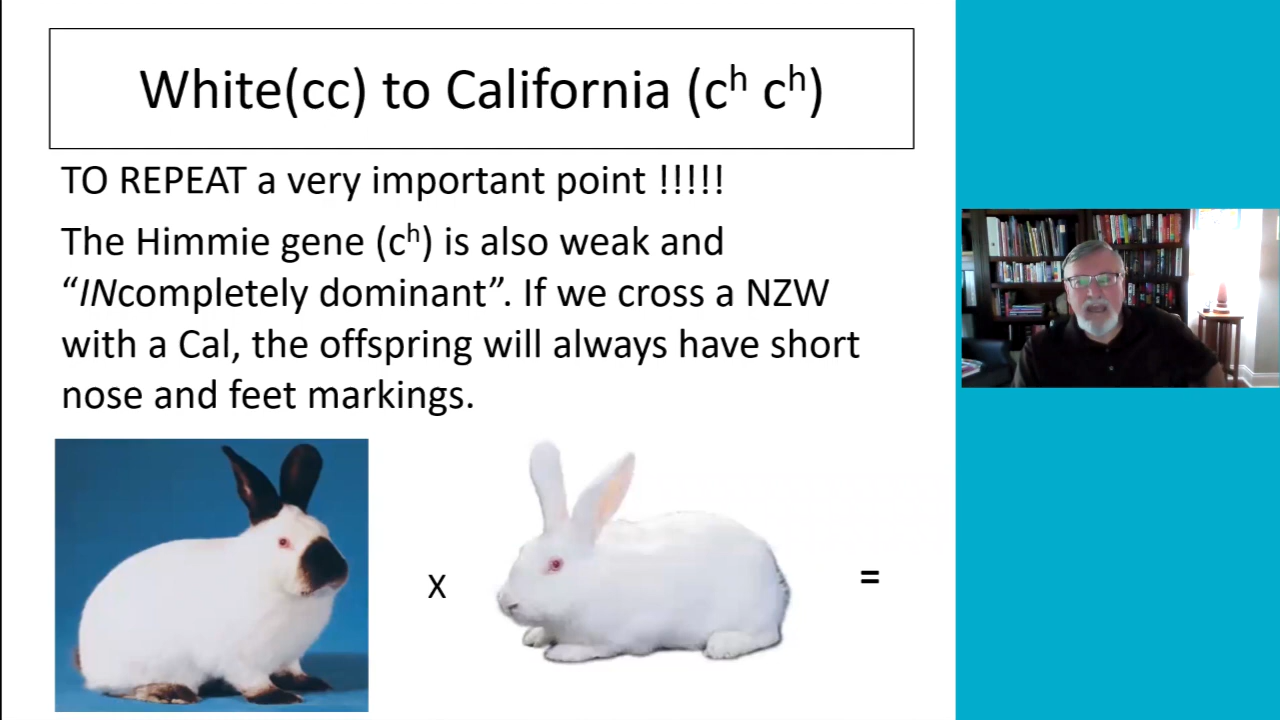 White(cc) to California (cʰ cʰ)
TO REPEAT a very important point !!!!!
The Himmie gene (cʰ) is also weak and
“INcompletely dominant”. If we cross a NZW
with a Cal, the offspring will always have short
nose and feet markings.
X
=